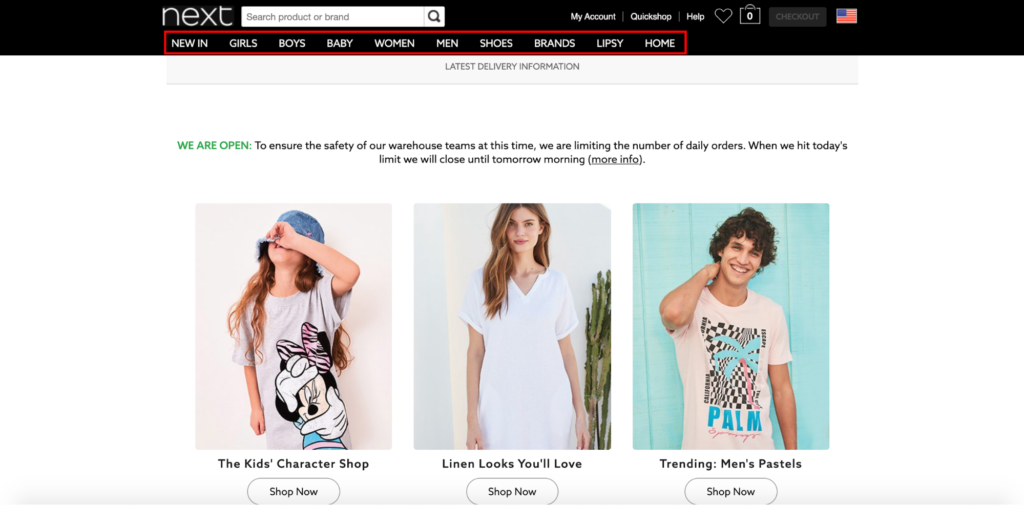 next
Search product or brand
My Account
Quickshop
Help
0
CHECKOUT
NEW IN GIRLS BOYS BABY WOMEN MEN SHOES BRANDS LIPSY HOME
LATEST DELIVERY INFORMATION
WE ARE OPEN: To ensure the safety of our warehouse teams at this time, we are limiting the number of daily orders. When we hit today's
limit we will close until tomorrow morning (more info).
CALIFORNIA
PALM
The Kids' Character Shop
Linen Looks You'll Love
Trending: Men's Pastels
Shop Now
Shop Now
Shop Now